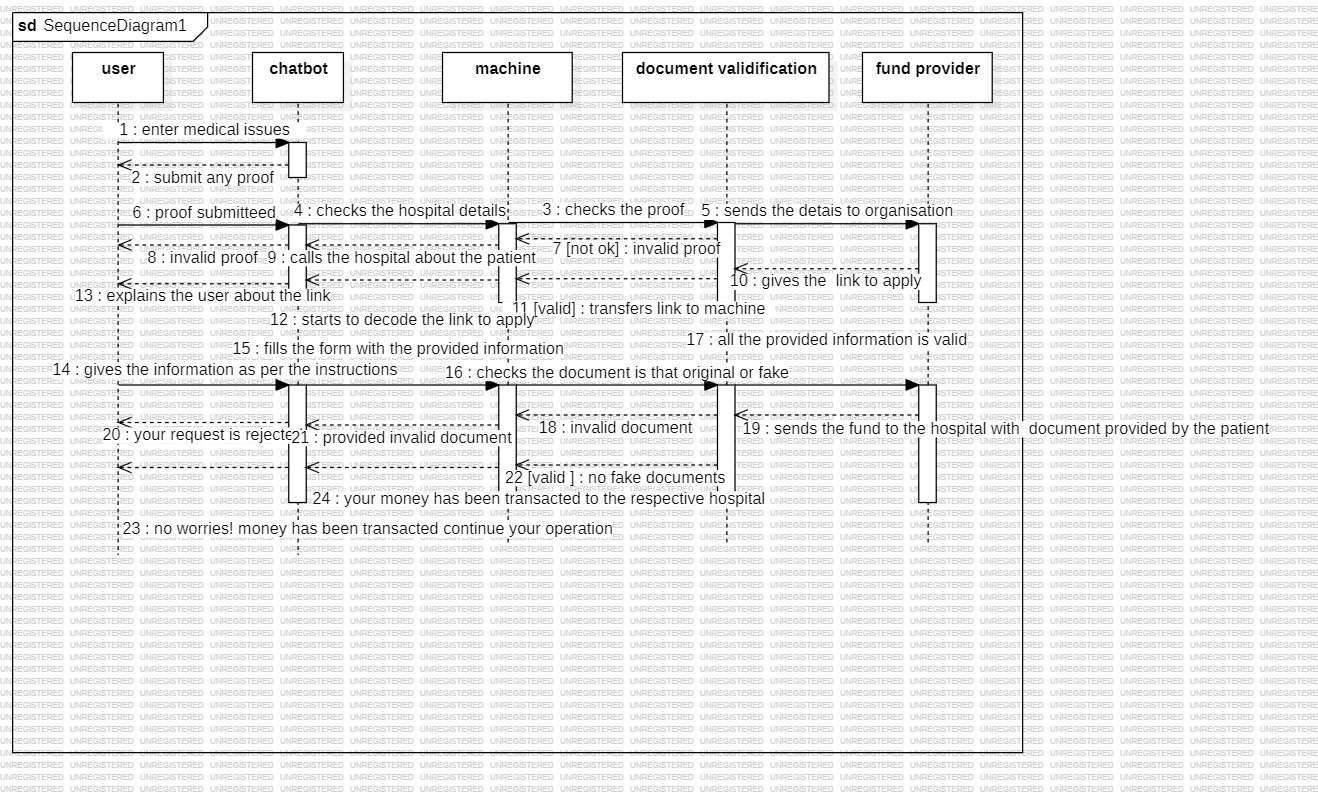 sd SequenceDiagram1
user
chatbot
machine
document validification
fund provider
1 : enter medical issues
2 : submit any proof
6 : proof submitteed
4 : checks the hospital details
3 : checks the proof
5 : sends the detais to organisation
7 [not ok] : invalid proof
8 : invalid proof
9 : calls the hospital about the patient
10 : gives the link to apply
13 : explains the user about the link
11 [valid] : transfers link to machine
12 : starts to decode the link to apply
17 : all the provided information is valid
15 : fills the form with the provided information
14 : gives the information as per the instructions
16 : checks the document is that original or fake
18 : invalid document
19 : sends the fund to the hospital with document provided by the patient
20 : your request is rejecte
21 : provided invalid document
22 [valid ] : no fake documents
24 : your money has been transacted to the respective hospital
23 : no worries! money has been transacted continue your operation
UNREGISTERED